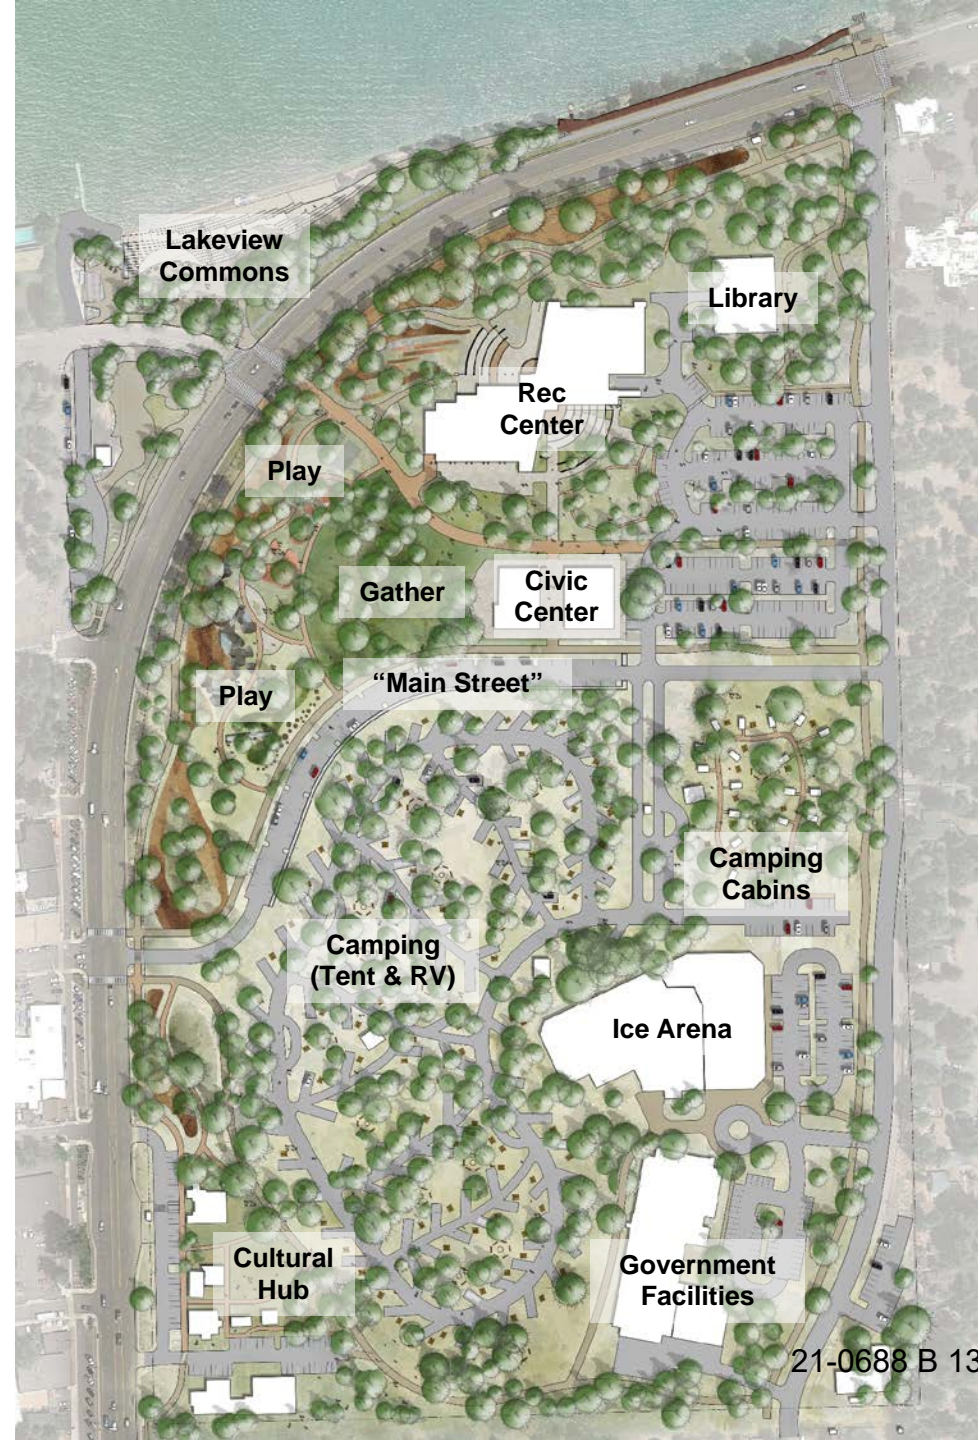 Lakeview
Commons
Library
Rec
Center
Play
Gather
Civic
Center
“Main Street”
Play
Camping
Cabins
Camping
(Tent & RV)
Ice Arena
Cultural
Hub
Government
Facilities
21-0688 B 13